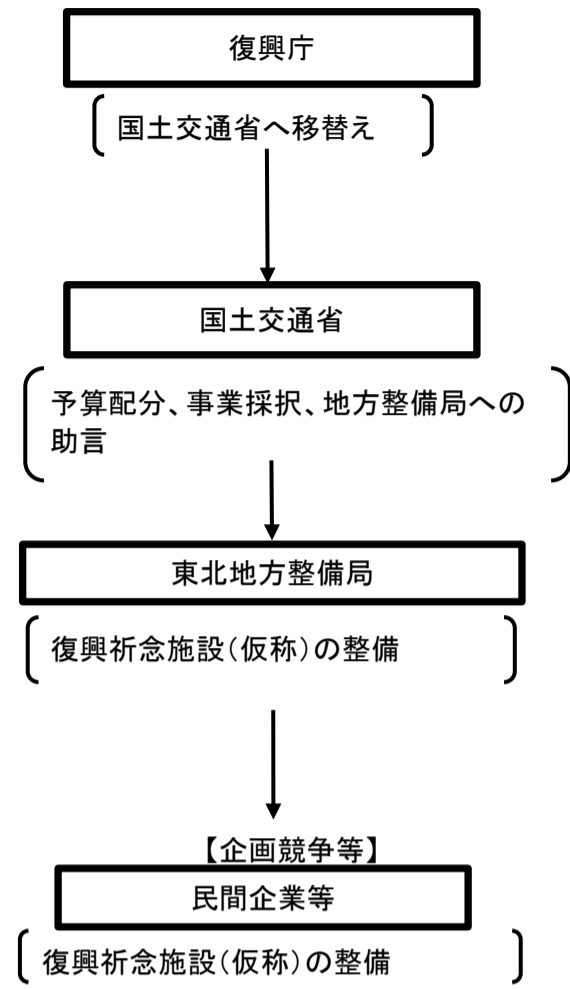 復興庁
国土交通省へ移替え
国土交通省
予算配分、事業採択、地方整備局への
助言
東北地方整備局
復興祈念施設(仮称)の整備
【企画競争等】
民間企業等
復興祈念施設(仮称)の整備